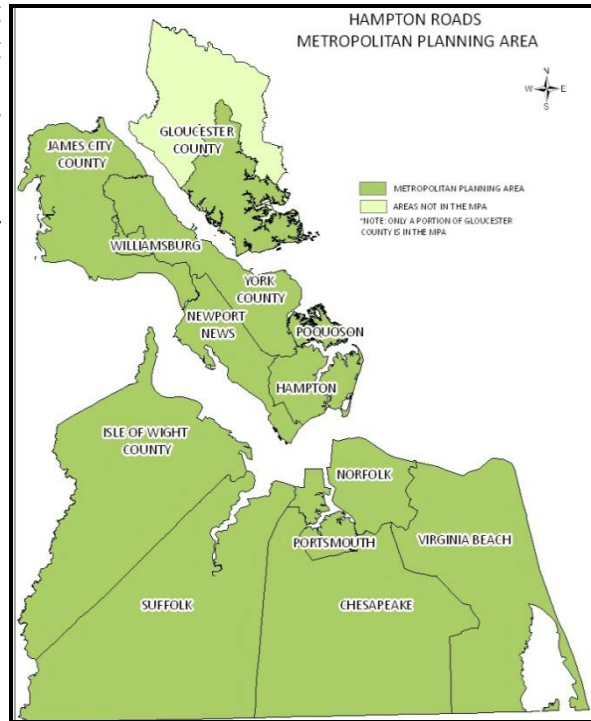 HAMPTON ROADS
METROPOLITAN PLANNING AREA
N
W E
S
GLOUCESTER
COUNTY
JAMES CITY
COUNTY
METROPOLITAN PLANNING AREA
AREAS NOT IN THE MPA
*NOTE: ONLY A PORTION OF GLOUCESTER
COUNTY IS IN THE MPA
WILLIAMSBURG
YORK
COUNTY
NEWPORT
NEWS
POQUOSON
HAMPTON
ISLE OF WIGHT
COUNTY
NORFOLK
PORTSMOUTH
VIRGINIA BEACH
SUFFOLK
CHESAPEAKE